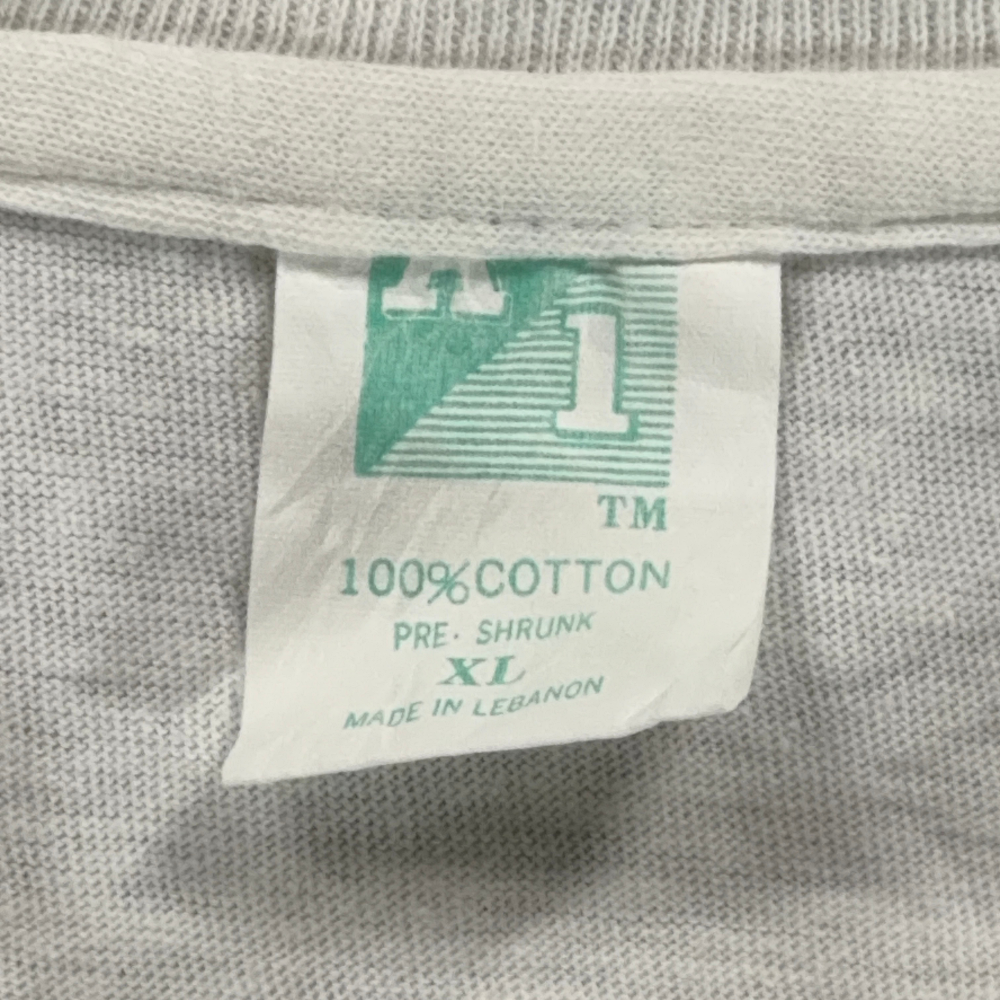 A
1
TM
100%COTTON
PRE. SHRUNK
XL
MADE IN LEBANON